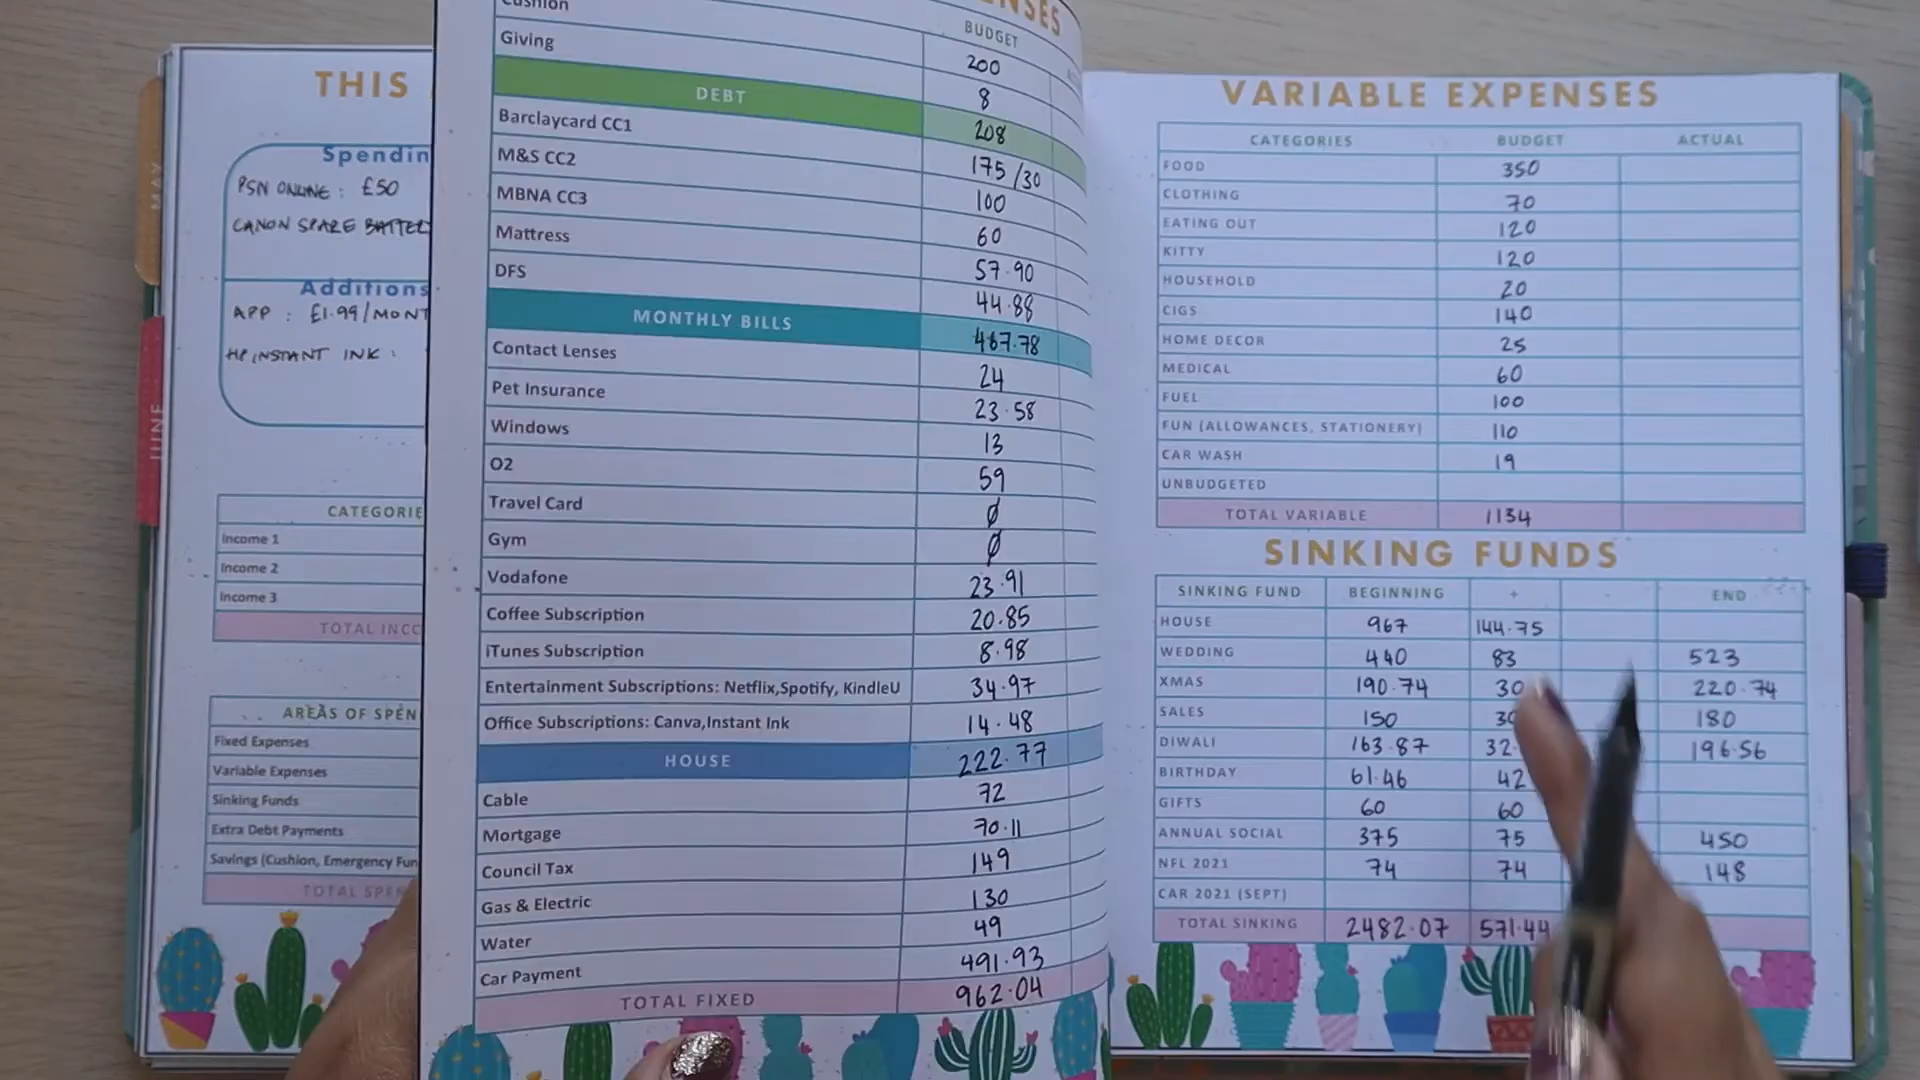 THIS
Spendin
PSN ONLINE : £50
CANON SPARE BATTER
Additions
APP : £1.99/MONT
HP INSTANT INK :
CATEGORIE
Income 1
Income 2
Income 3
TOTAL INCO
AREAS OF SPEN
Fixed Expenses
Variable Expenses
Sinking Funds
Extra Debt Payments
Savings (Cushion, Emergency Fun
TOTAL SPEN
MAY
JUNE
ENSES
BUDGET
Cushion 200
Giving 8
DEBT 208
Barclaycard CC1 175 /30
M&S CC2 100
MBNA CC3 60
Mattress 57.90
DFS 44.88
MONTHLY BILLS 467.78
Contact Lenses 24
Pet Insurance 23.58
Windows 13
O2 59
Travel Card Ø
Gym Ø
Vodafone 23.91
Coffee Subscription 20.85
iTunes Subscription 8.98
Entertainment Subscriptions: Netflix,Spotify, KindleU 34.97
Office Subscriptions: Canva,Instant Ink 14.48
HOUSE 222.77
Cable 72
Mortgage 70.11
Council Tax 149
Gas & Electric 130
Water 49
Car Payment 491.93
TOTAL FIXED 962.04
VARIABLE EXPENSES
CATEGORIES BUDGET ACTUAL
FOOD 350
CLOTHING 70
EATING OUT 120
KITTY 120
HOUSEHOLD 20
CIGS 140
HOME DECOR 25
MEDICAL 60
FUEL 100
FUN (ALLOWANCES, STATIONERY) 110
CAR WASH 19
UNBUDGETED
TOTAL VARIABLE 1134
SINKING FUNDS
SINKING FUND BEGINNING + - END
HOUSE 967 144.75
WEDDING 440 83 523
XMAS 190.74 30 220.74
SALES 150 30 180
DIWALI 163.87 32. 196.56
BIRTHDAY 61.46 42
GIFTS 60 60
ANNUAL SOCIAL 375 75 450
NFL 2021 74 74 148
CAR 2021 (SEPT)
TOTAL SINKING 2482.07 571.44